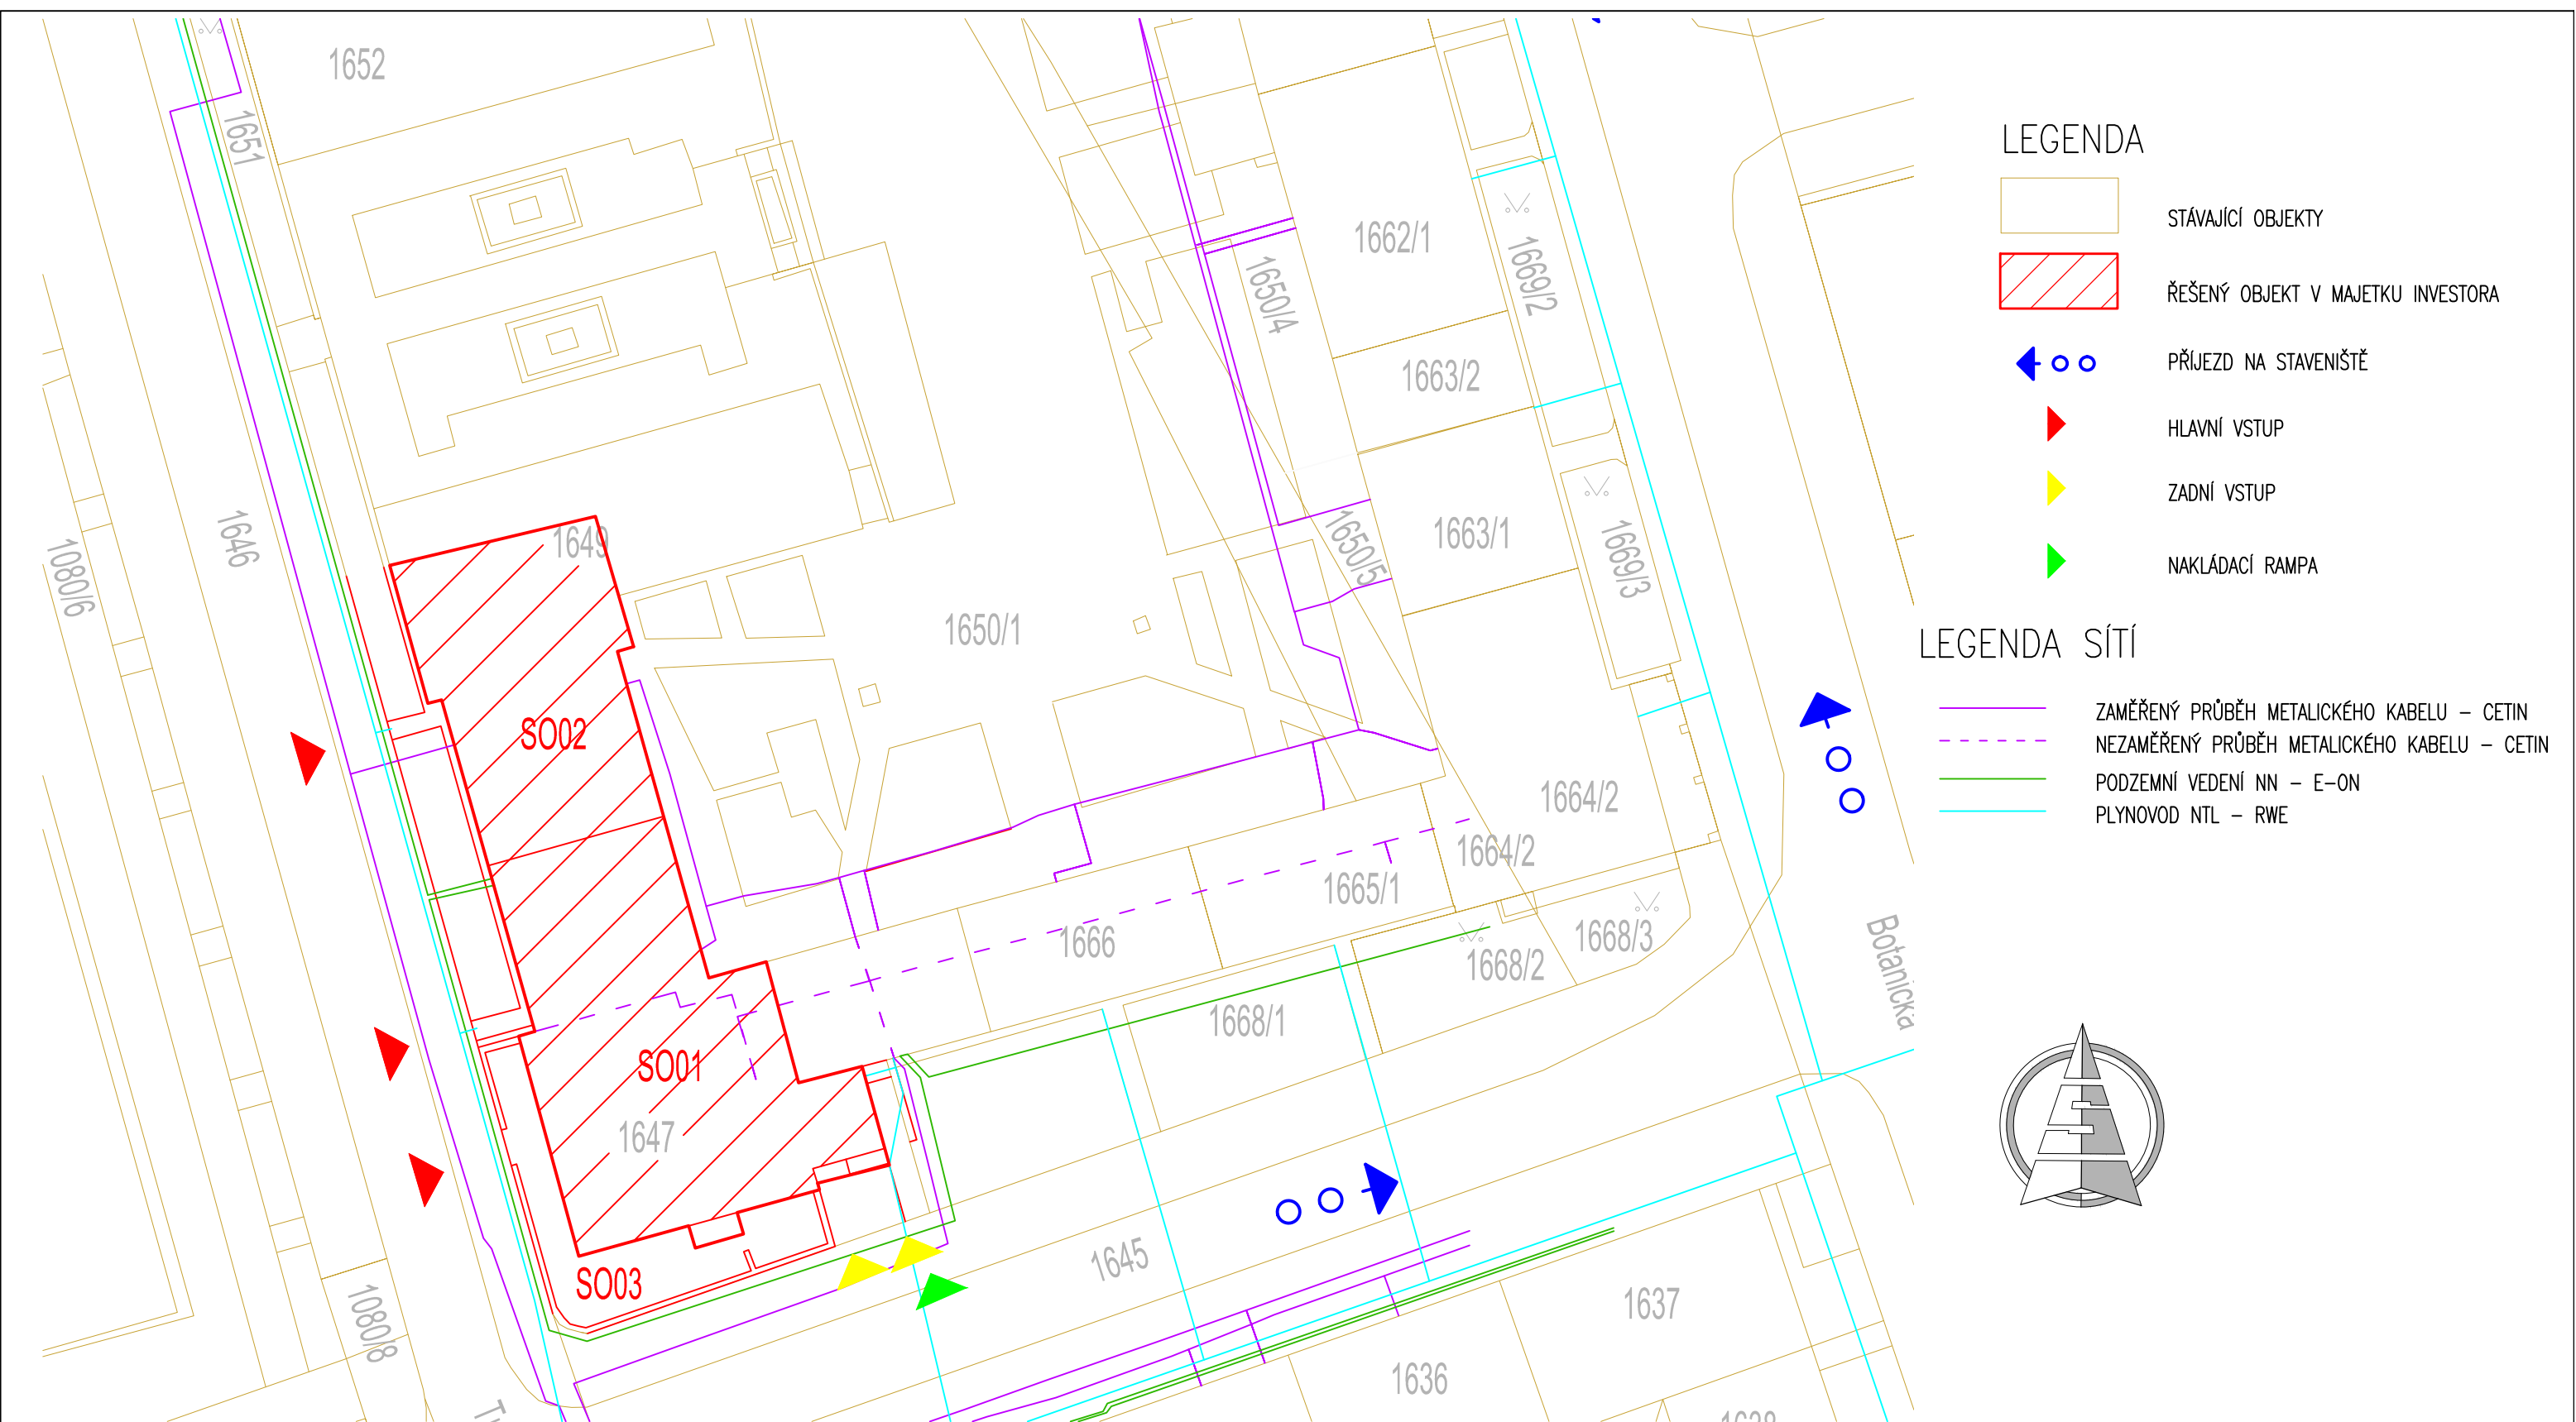 1652
1651
1646
1080/6
1649
1662/1
1650/4
1669/2
1663/2
1663/1
1650/5
1669/3
1650/1
SO02
1664/2
1664/2
1665/1
1666
1668/3
1668/2
1668/1
Botanická
SO01
1647
SO03
1645
1080/8
1637
1636
LEGENDA
STÁVAJÍCÍ OBJEKTY
ŘEŠENÝ OBJEKT V MAJETKU INVESTORA
PŘÍJEZD NA STAVENIŠTĚ
HLAVNÍ VSTUP
ZADNÍ VSTUP
NAKLÁDACÍ RAMPA
LEGENDA SÍTÍ
ZAMĚŘENÝ PRŮBĚH METALICKÉHO KABELU – CETIN
NEZAMĚŘENÝ PRŮBĚH METALICKÉHO KABELU – CETIN
PODZEMNÍ VEDENÍ NN – E–ON
PLYNOVOD NTL – RWE